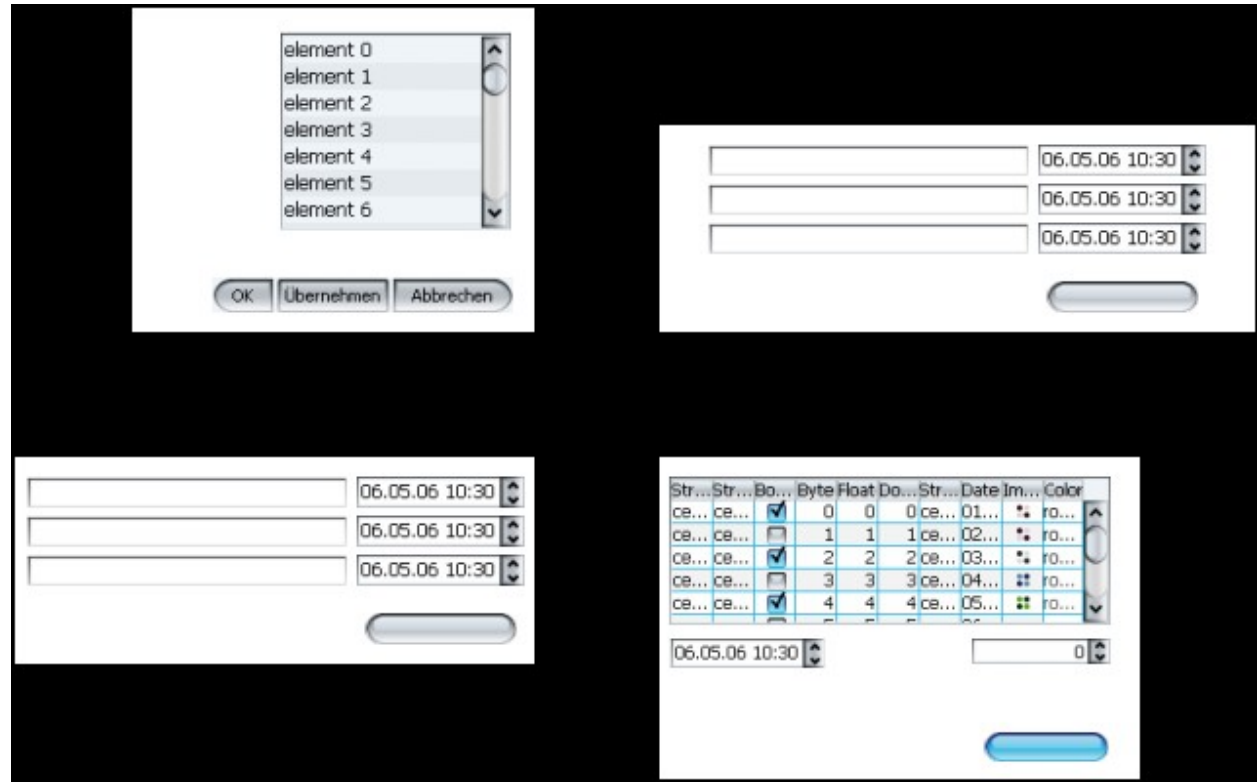 element 0
element 1
element 2
element 3
element 4
element 5
element 6
OK Übernehmen Abbrechen
06.05.06 10:30
06.05.06 10:30
06.05.06 10:30
06.05.06 10:30
06.05.06 10:30
06.05.06 10:30
Str... Str... Bo... Byte Float Do... Str... Date Im... Color
ce... ce... 0 0 0 ce... 01... ro...
ce... ce... 1 1 1 ce... 02... ro...
ce... ce... 2 2 2 ce... 03... ro...
ce... ce... 3 3 3 ce... 04... ro...
ce... ce... 4 4 4 ce... 05... ro...
06.05.06 10:30 0